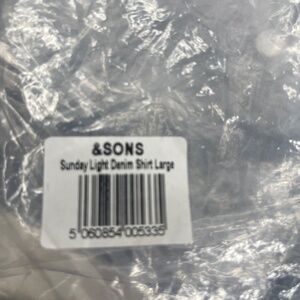 &SONS
Sunday Light Denim Shirt Large
5 060854 005335